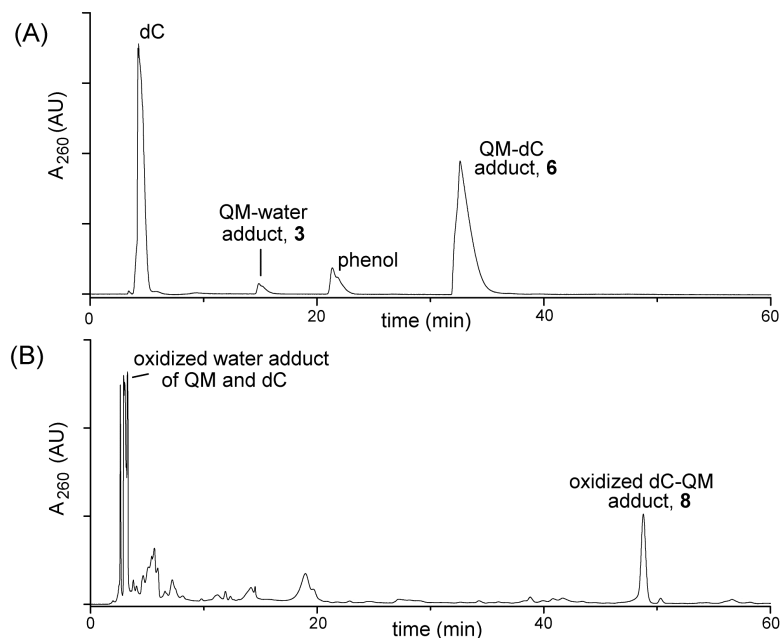 (A)
dC
A260 (AU)
QM-water
adduct, 3
phenol
QM-dC
adduct, 6
0
20
40
60
time (min)
(B)
oxidized water adduct
of QM and dC
A260 (AU)
oxidized dC-QM
adduct, 8
0
20
40
60
time (min)